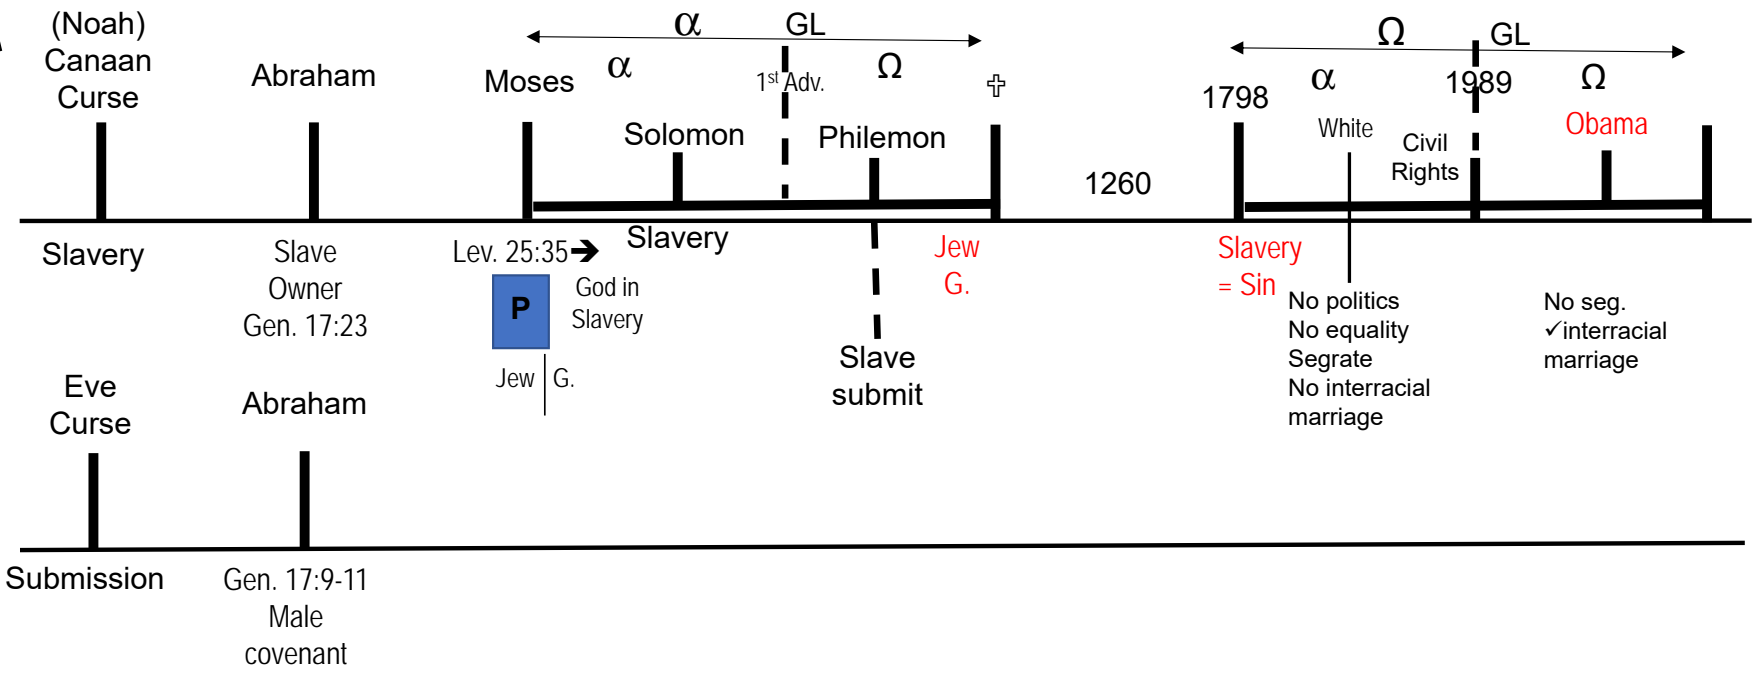 (Noah)
Canaan
Curse
Abraham
Moses
α
GL
α
1st Adv.
Ω
✞
Solomon
Philemon
1260
1798
Ω
GL
α
1989
Ω
White
Civil
Rights
Obama
Slavery
Slave
Owner
Gen. 17:23
Lev. 25:35➔
P
God in
Slavery
Jew
G.
Slavery
Slave
submit
Jew
G.
Slavery
= Sin
No politics
No equality
Segrate
No interracial
marriage
No seg.
✓interracial
marriage
Eve
Curse
Abraham
Submission
Gen. 17:9-11
Male
covenant